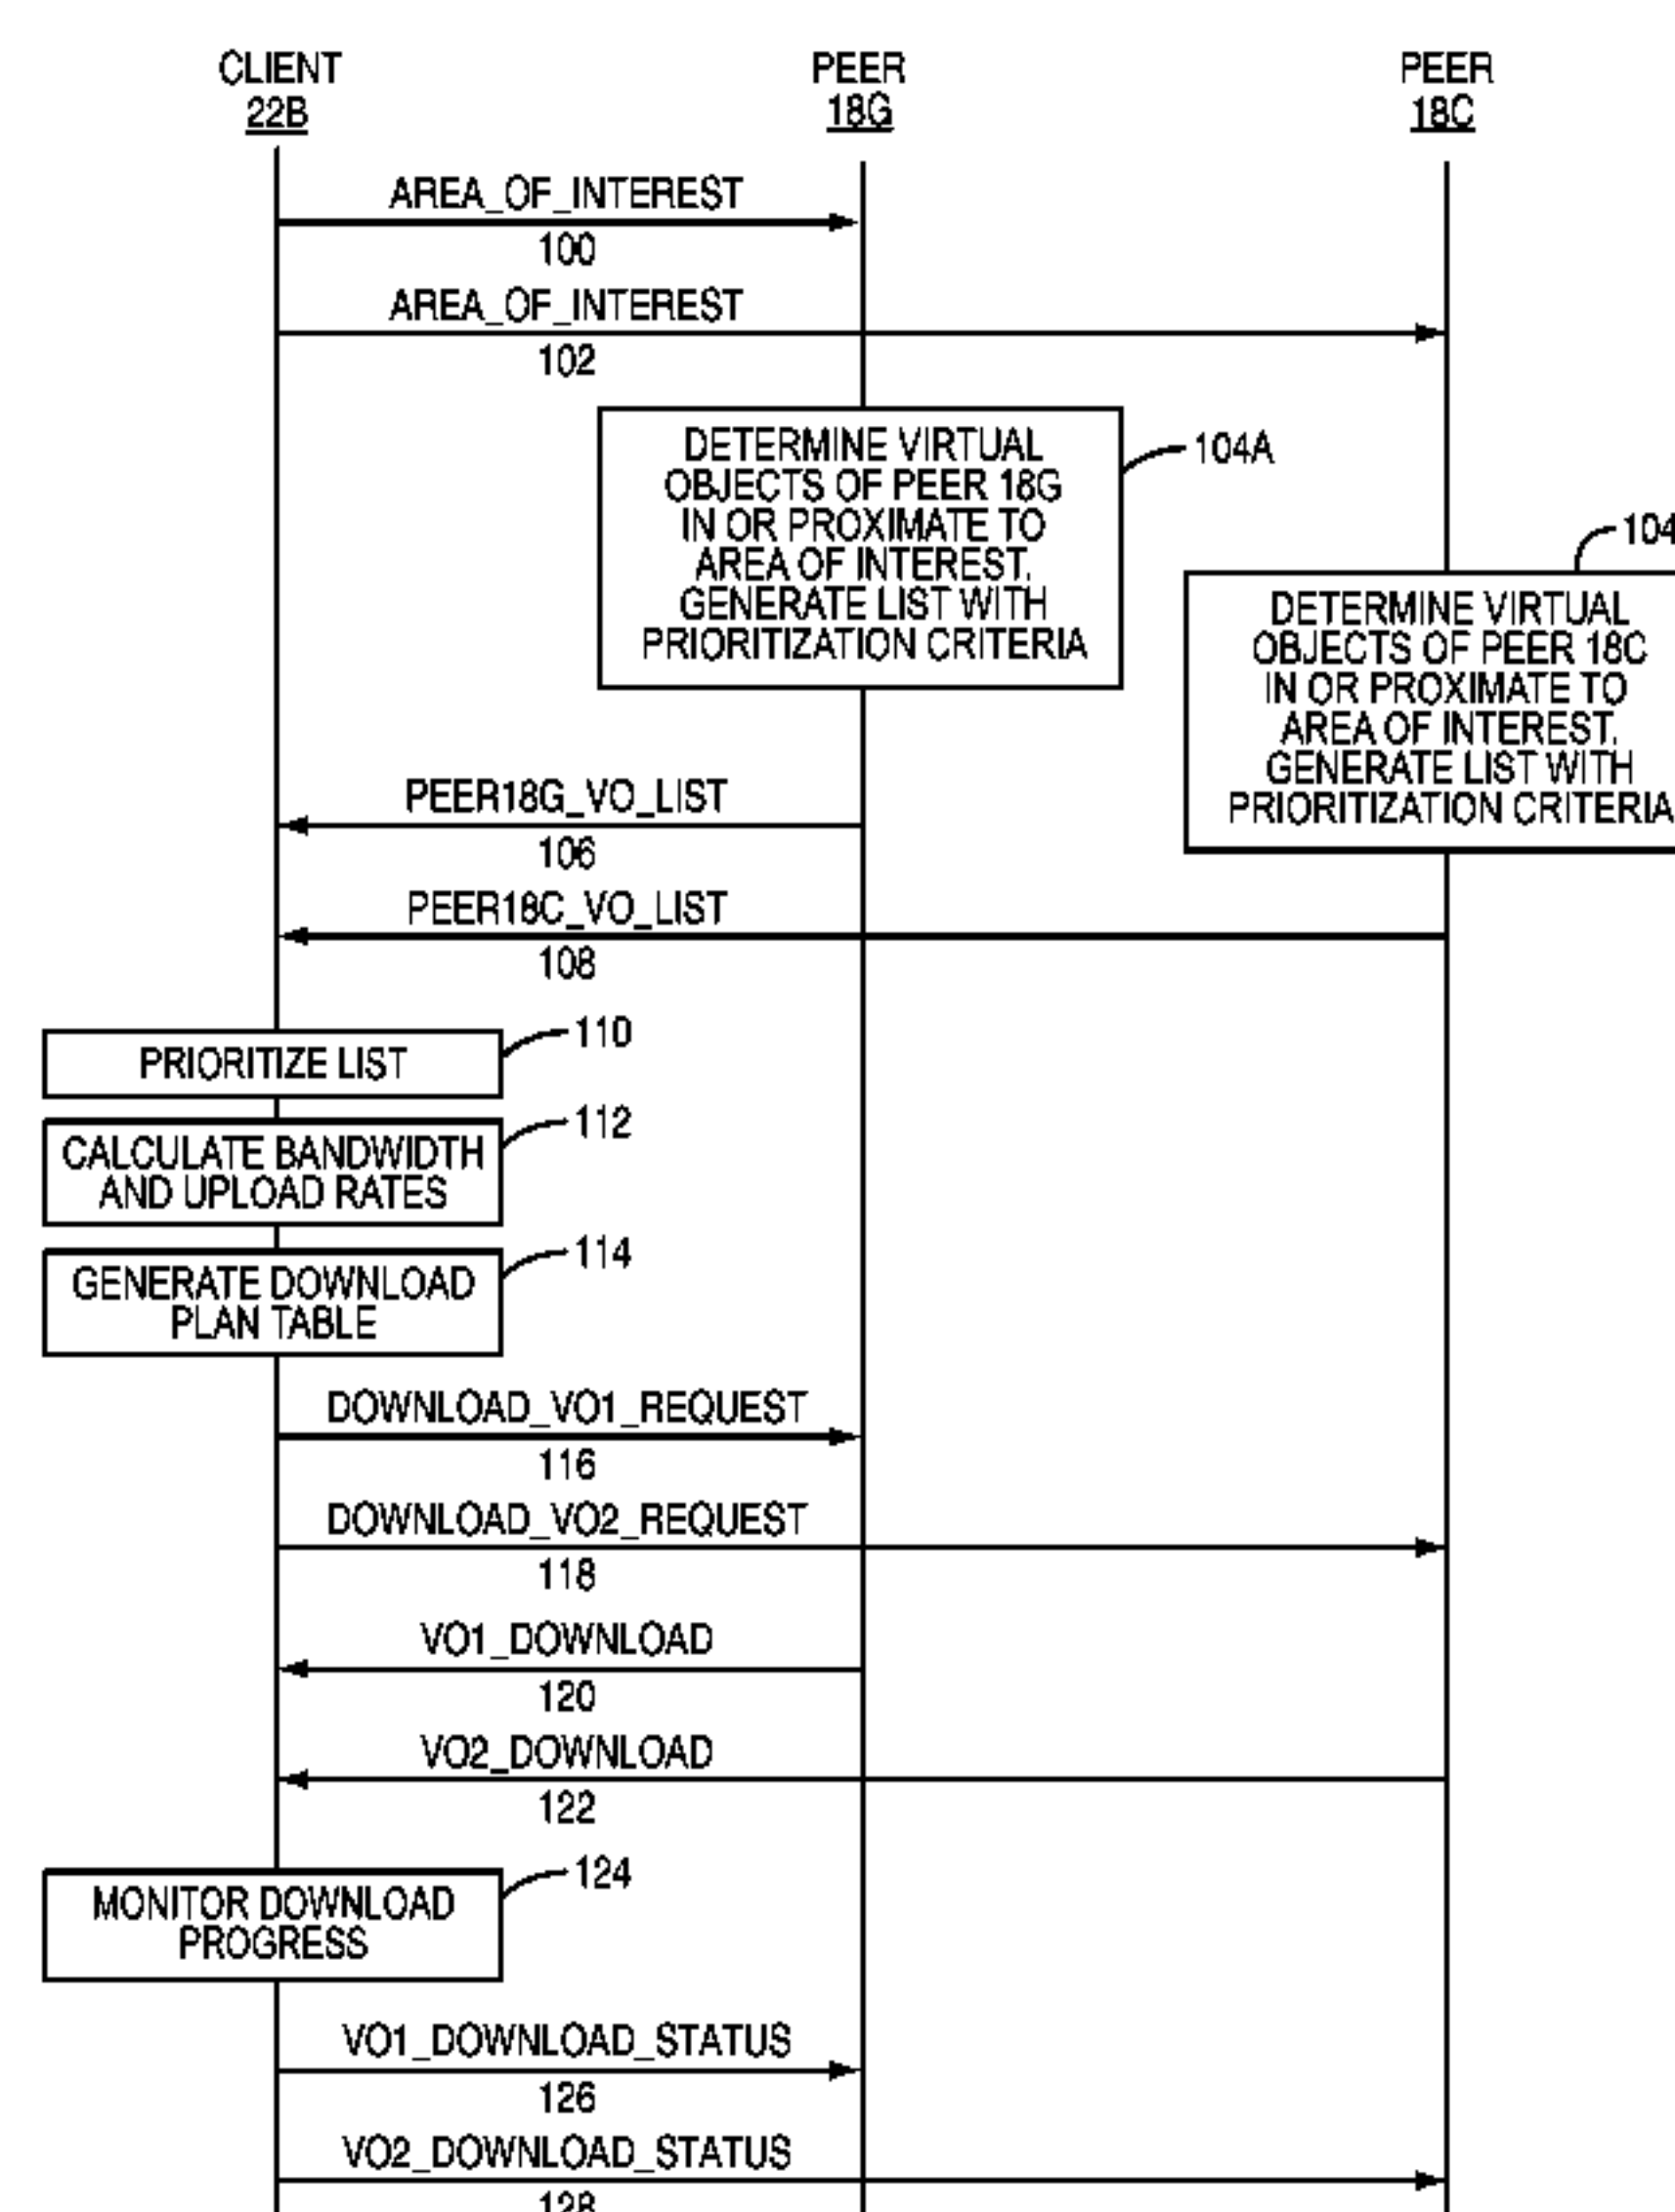 CLIENT
22B
PEER
18G
PEER
18C
AREA_OF_INTEREST
100
AREA_OF_INTEREST
102
DETERMINE VIRTUAL
OBJECTS OF PEER 18G
IN OR PROXIMATE TO
AREA OF INTEREST.
GENERATE LIST WITH
PRIORITIZATION CRITERIA
104A
104
DETERMINE VIRTUAL
OBJECTS OF PEER 18C
IN OR PROXIMATE TO
AREA OF INTEREST.
GENERATE LIST WITH
PRIORITIZATION CRITERIA
PEER18G_VO_LIST
106
PEER18C_VO_LIST
108
PRIORITIZE LIST
110
CALCULATE BANDWIDTH
AND UPLOAD RATES
112
GENERATE DOWNLOAD
PLAN TABLE
114
DOWNLOAD_VO1_REQUEST
116
DOWNLOAD_VO2_REQUEST
118
VO1_DOWNLOAD
120
VO2_DOWNLOAD
122
MONITOR DOWNLOAD
PROGRESS
124
VO1_DOWNLOAD_STATUS
126
VO2_DOWNLOAD_STATUS
128